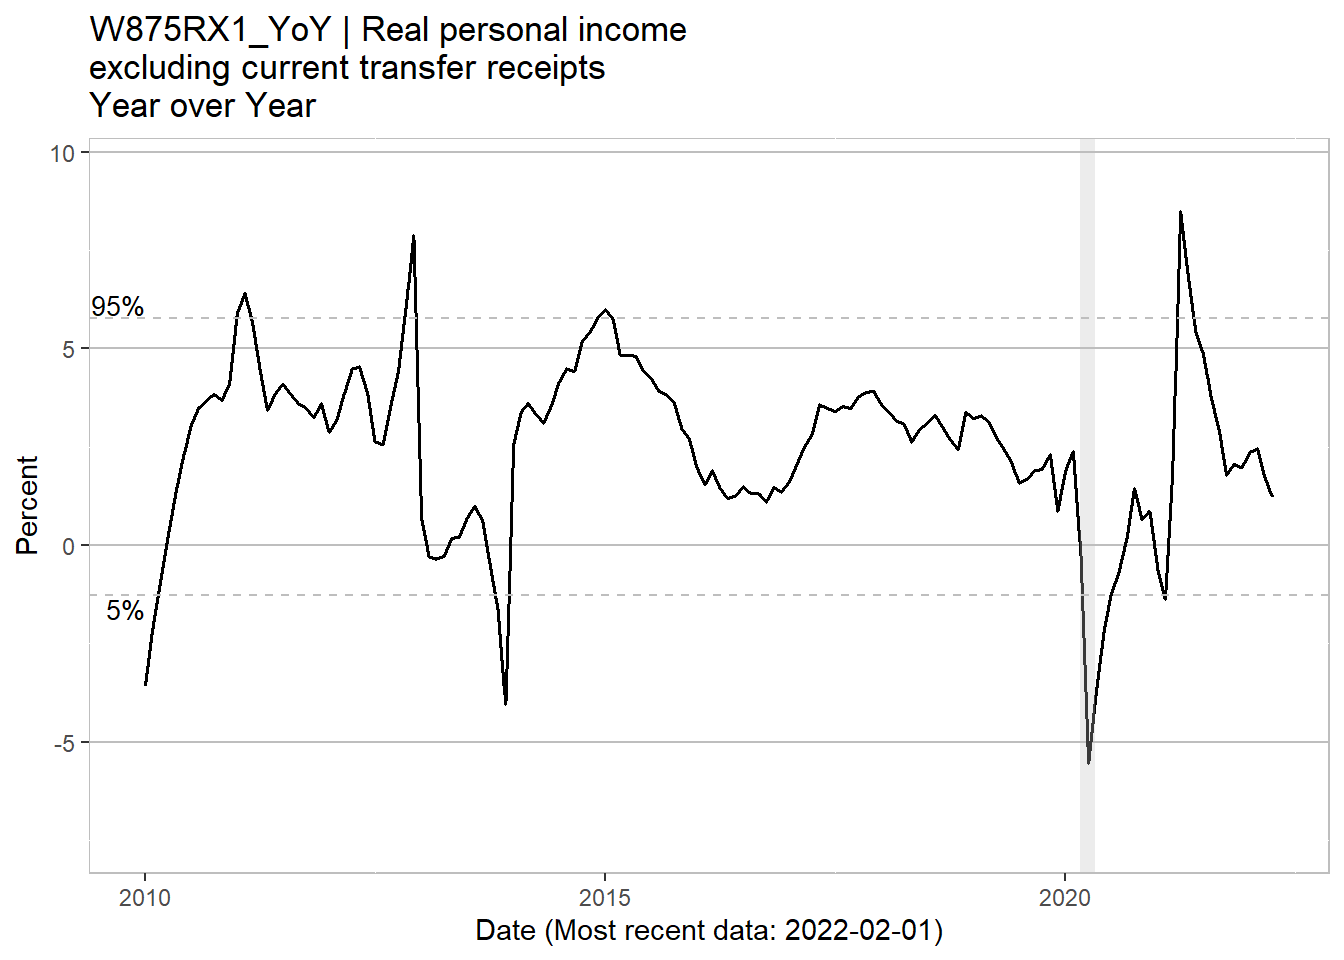 W875RX1_YoY | Real personal income
excluding current transfer receipts
Year over Year
10
95%
5
Percent
0
5%
-5
2010
2015
2020
Date (Most recent data: 2022-02-01)